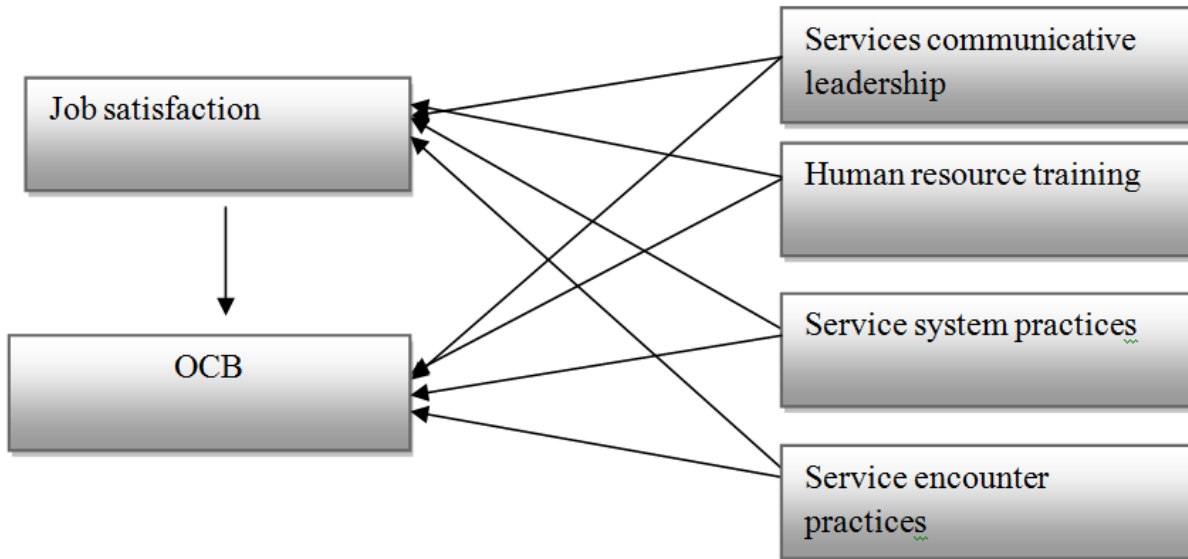 Services communicative
leadership
Job satisfaction
Human resource training
Service system practices
OCB
Service encounter
practices